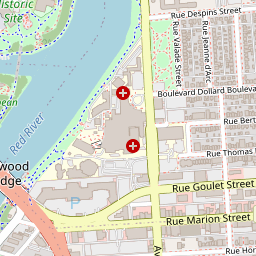 Historic
Site
Rue Despins Street
Rue Valade Street
Rue Jeanne d'Arc
Boulevard Dollard Boulev
Red River
Rue Bert
Rue Thomas
wood
dge
Rue Goulet Street
P
Rue Marion Street
Av
Rue Hor